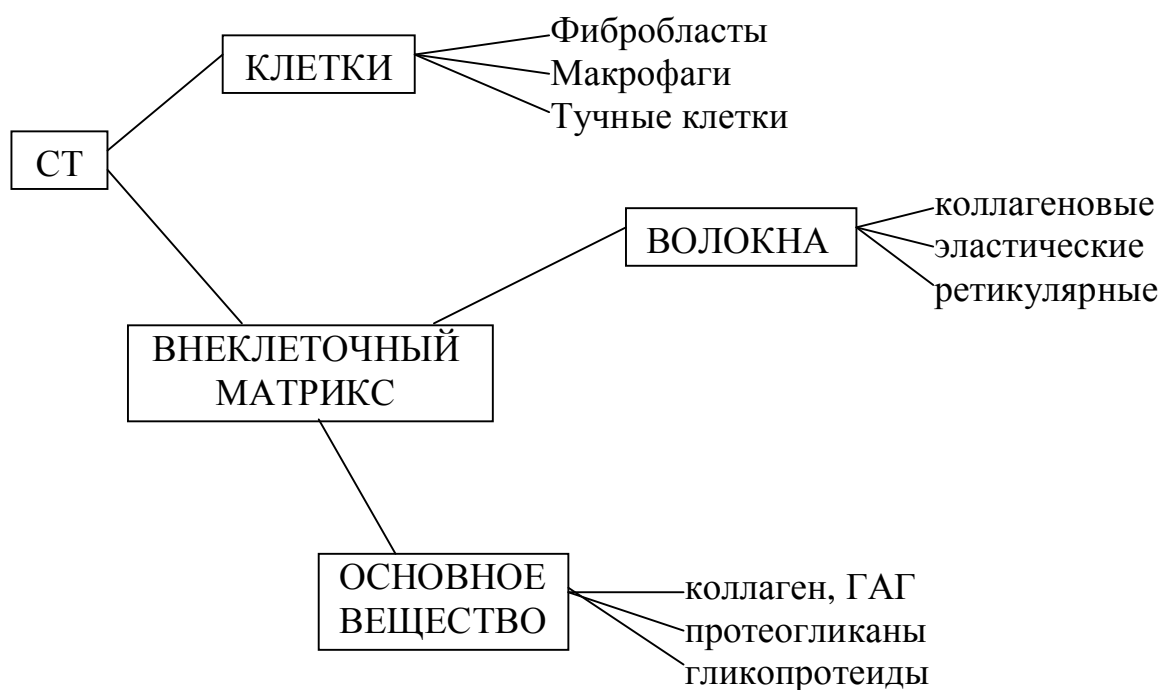 Фибробласты
КЛЕТКИ
Макрофаги
Тучные клетки
СТ
коллагеновые
ВОЛОКНА
эластические
ретикулярные
ВНЕКЛЕТОЧНЫЙ
МАТРИКС
ОСНОВНОЕ
ВЕЩЕСТВО
коллаген, ГАГ
протеогликаны
гликопротеиды